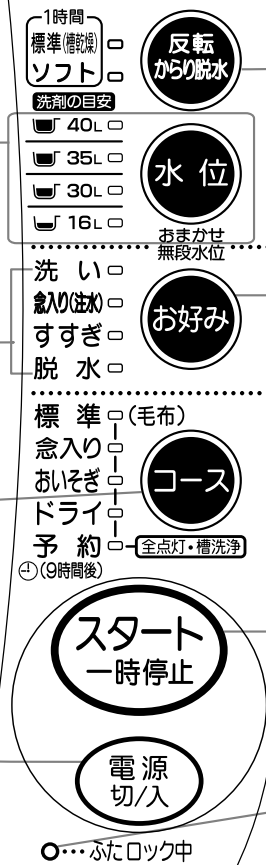 1時間
標準(槽乾燥)
ソフト
反転
からり脱水
洗剤の目安
40L
35L
30L
16L
水位
おまかせ
無段水位
洗い
念入り(注水)
すすぎ
脱水
お好み
標準(毛布)
念入り
おいそぎ
ドライ
予約
全点灯・槽洗浄
(9時間後)
コース
スタート
一時停止
電源
切/入
…ふたロック中